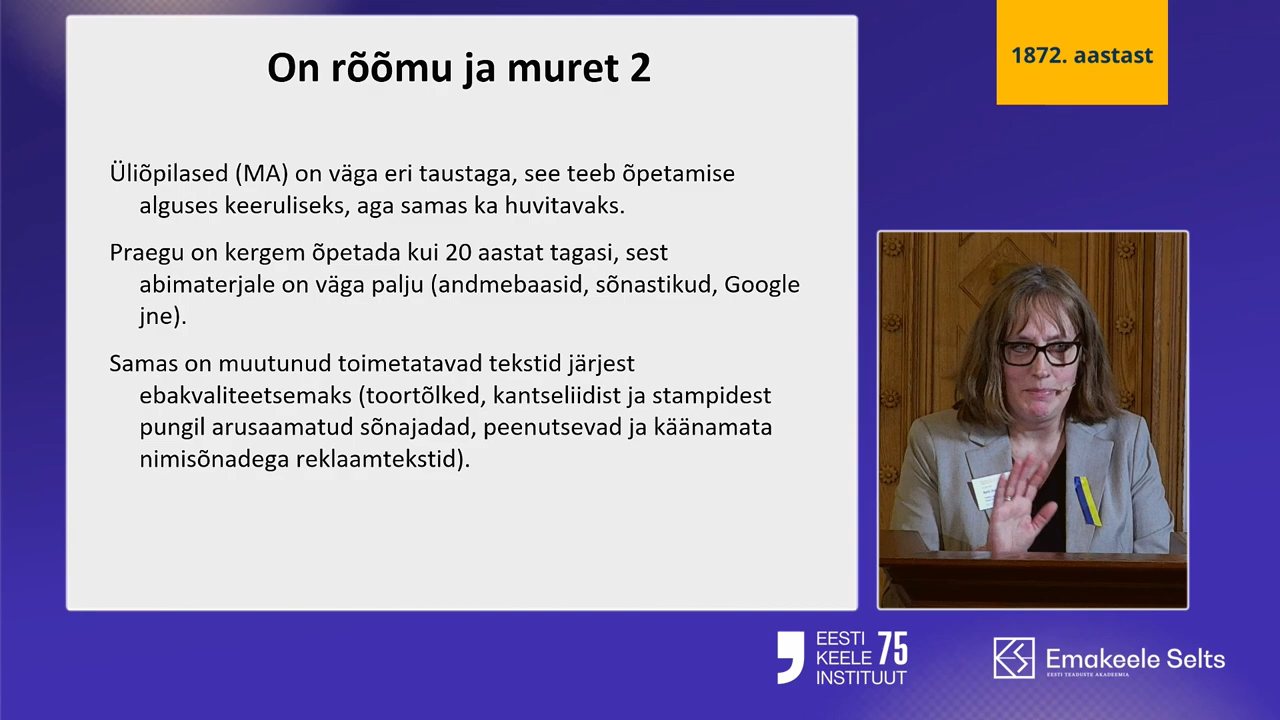 On rõõmu ja muret 2
1872. aastast
Üliõpilased (MA) on väga eri taustaga, see teeb õpetamise
alguses keeruliseks, aga samas ka huvitavaks.
Praegu on kergem õpetada kui 20 aastat tagasi, sest
abimaterjale on väga palju (andmebaasid, sõnastikud, Google
jne).
Samas on muutunud toimetatavad tekstid järjest
ebakvaliteetsemaks (toortõlked, kantseliidist ja stampidest
pungil arusaamatud sõnajadad, peenutsevad ja käänamata
nimisõnadega reklaamtekstid).
EESTI
KEELE 75
INSTITUUT
Emakeele Selts
EESTI TEADUSTE AKADEEMIA